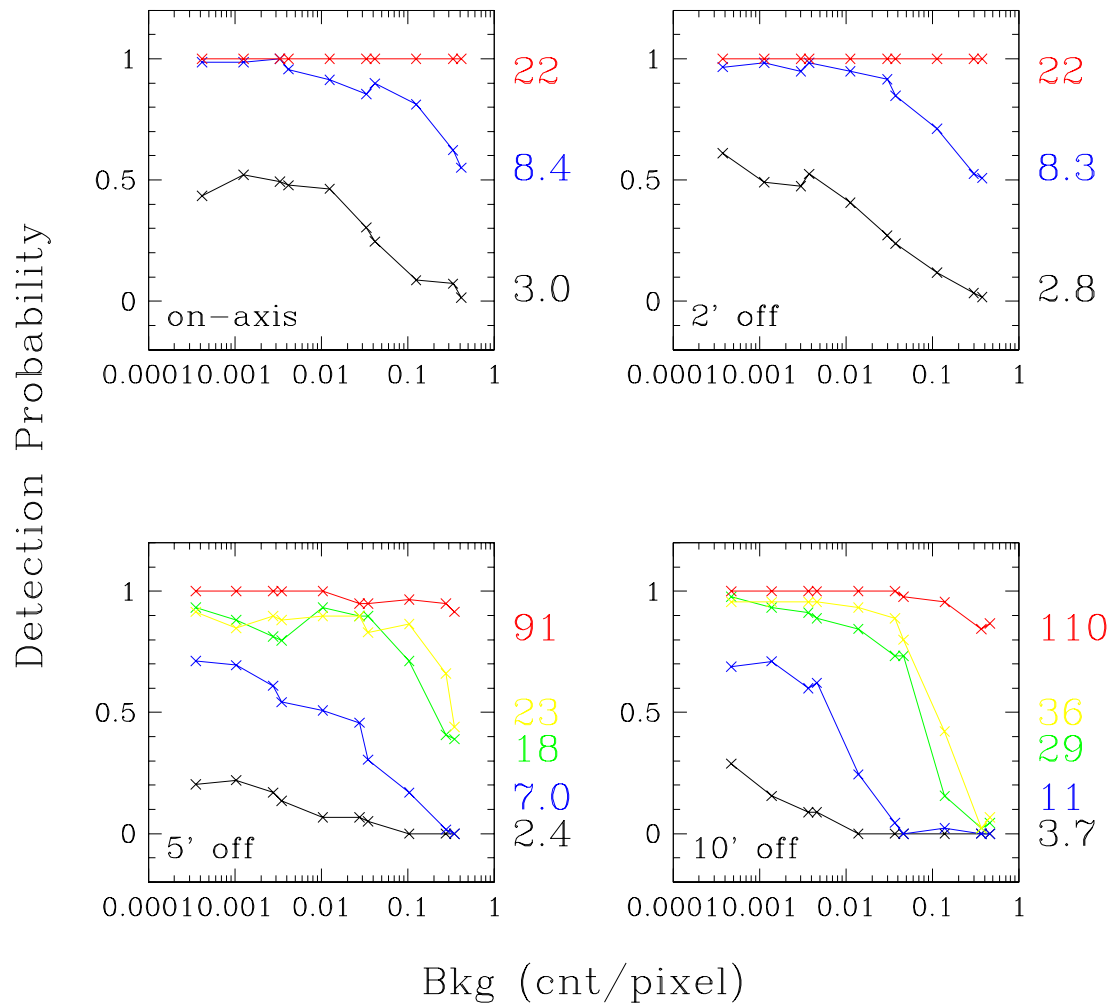 Detection Probability
1
0.5
0
on-axis
0.0001 0.001 0.01 0.1 1
22
8.4
3.0
1
0.5
0
2' off
0.0001 0.001 0.01 0.1 1
22
8.3
2.8
1
0.5
0
5' off
0.0001 0.001 0.01 0.1 1
91
23
18
7.0
2.4
1
0.5
0
10' off
0.0001 0.001 0.01 0.1 1
110
36
29
11
3.7
Bkg (cnt/pixel)